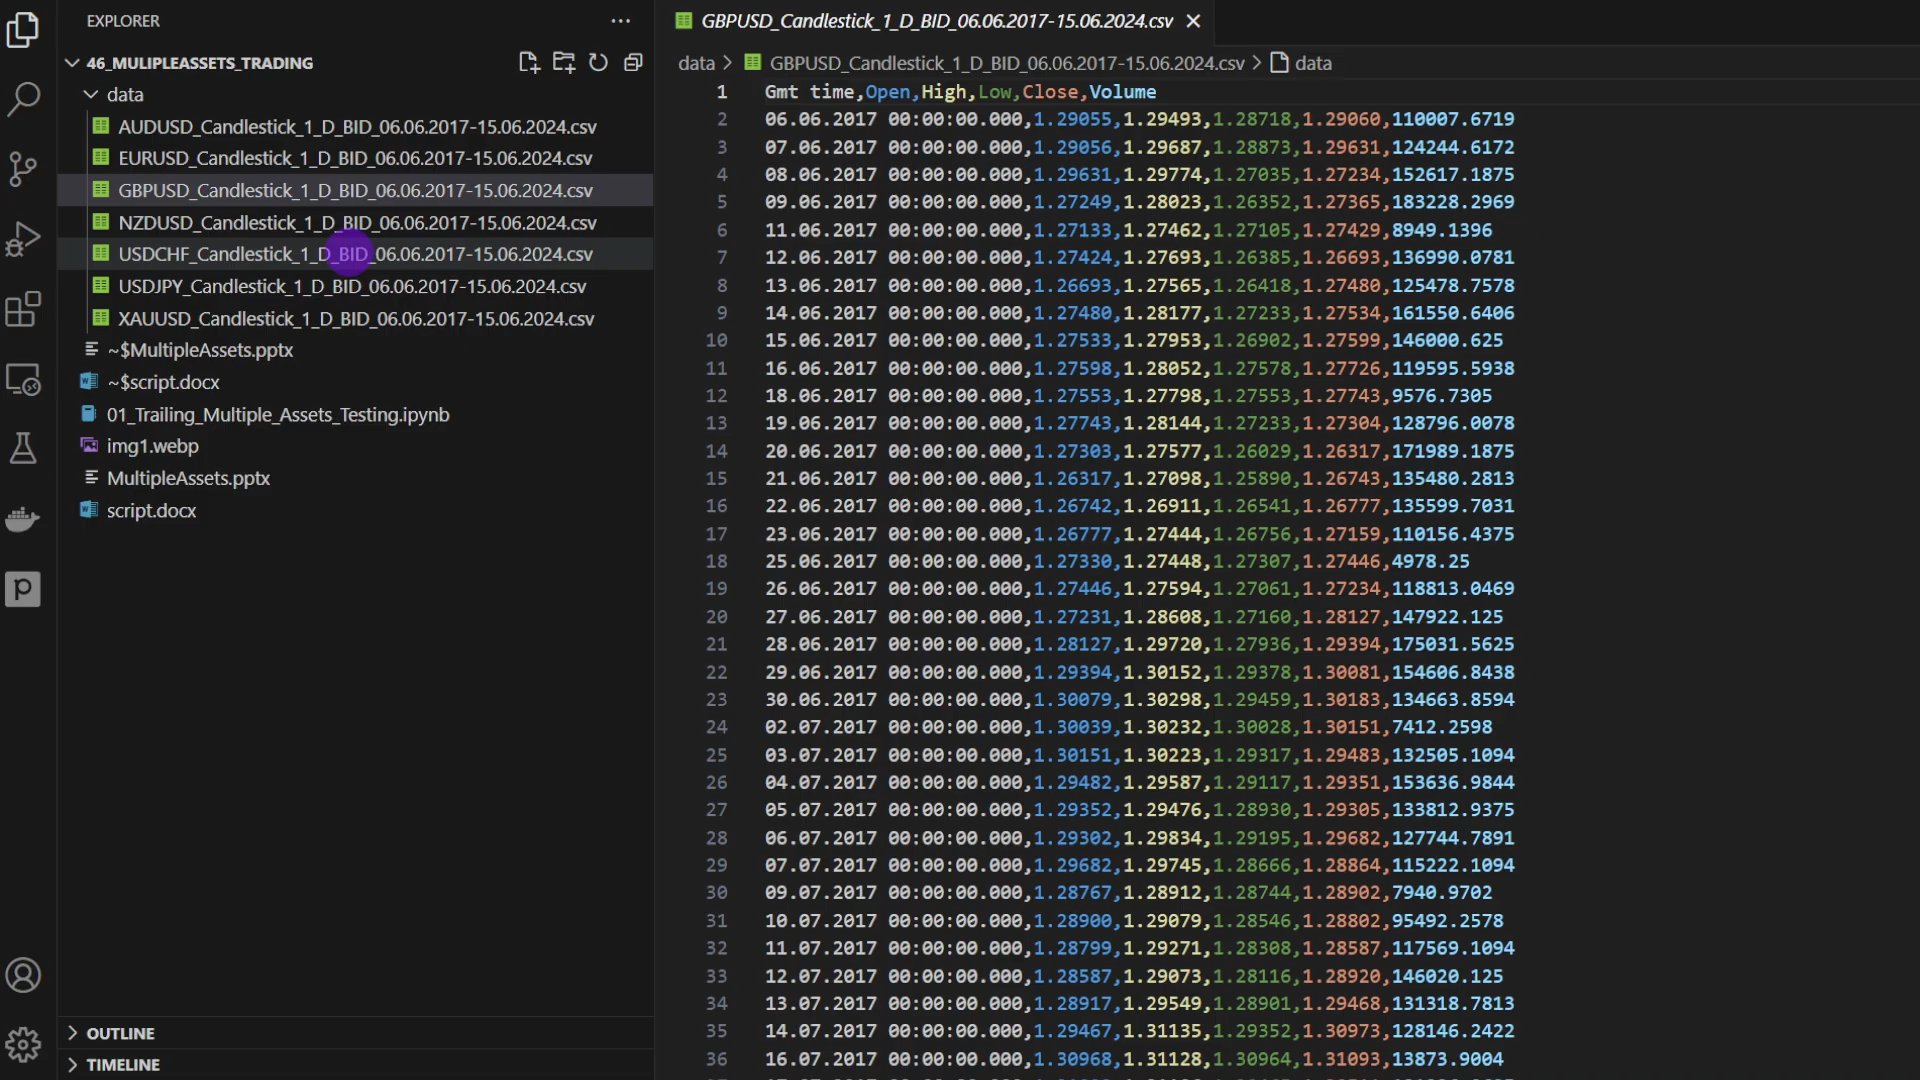 EXPLORER
46_MULIPLEASSETS_TRADING
data
AUDUSD_Candlestick_1_D_BID_06.06.2017-15.06.2024.csv
EURUSD_Candlestick_1_D_BID_06.06.2017-15.06.2024.csv
GBPUSD_Candlestick_1_D_BID_06.06.2017-15.06.2024.csv
NZDUSD_Candlestick_1_D_BID_06.06.2017-15.06.2024.csv
USDCHF_Candlestick_1_D_BID_06.06.2017-15.06.2024.csv
USDJPY_Candlestick_1_D_BID_06.06.2017-15.06.2024.csv
XAUUSD_Candlestick_1_D_BID_06.06.2017-15.06.2024.csv
~$MultipleAssets.pptx
~$script.docx
01_Trailing_Multiple_Assets_Testing.ipynb
img1.webp
MultipleAssets.pptx
script.docx
OUTLINE
TIMELINE
GBPUSD_Candlestick_1_D_BID_06.06.2017-15.06.2024.csv
data > GBPUSD_Candlestick_1_D_BID_06.06.2017-15.06.2024.csv > data
1 Gmt time,Open,High,Low,Close,Volume
2 06.06.2017 00:00:00.000,1.29055,1.29493,1.28718,1.29060,110007.6719
3 07.06.2017 00:00:00.000,1.29056,1.29687,1.28873,1.29631,124244.6172
4 08.06.2017 00:00:00.000,1.29631,1.29774,1.27035,1.27234,152617.1875
5 09.06.2017 00:00:00.000,1.27249,1.28023,1.26352,1.27365,183228.2969
6 11.06.2017 00:00:00.000,1.27133,1.27462,1.27105,1.27429,8949.1396
7 12.06.2017 00:00:00.000,1.27424,1.27693,1.26385,1.26693,136990.0781
8 13.06.2017 00:00:00.000,1.26693,1.27565,1.26418,1.27480,125478.7578
9 14.06.2017 00:00:00.000,1.27480,1.28177,1.27233,1.27534,161550.6406
10 15.06.2017 00:00:00.000,1.27533,1.27953,1.26902,1.27599,146000.625
11 16.06.2017 00:00:00.000,1.27598,1.28052,1.27578,1.27726,119595.5938
12 18.06.2017 00:00:00.000,1.27553,1.27798,1.27553,1.27743,9576.7305
13 19.06.2017 00:00:00.000,1.27743,1.28144,1.27233,1.27304,128796.0078
14 20.06.2017 00:00:00.000,1.27303,1.27577,1.26029,1.26317,171989.1875
15 21.06.2017 00:00:00.000,1.26317,1.27098,1.25890,1.26743,135480.2813
16 22.06.2017 00:00:00.000,1.26742,1.26911,1.26541,1.26777,135599.7031
17 23.06.2017 00:00:00.000,1.26777,1.27444,1.26756,1.27159,110156.4375
18 25.06.2017 00:00:00.000,1.27330,1.27448,1.27307,1.27446,4978.25
19 26.06.2017 00:00:00.000,1.27446,1.27594,1.27061,1.27234,118813.0469
20 27.06.2017 00:00:00.000,1.27231,1.28608,1.27160,1.28127,147922.125
21 28.06.2017 00:00:00.000,1.28127,1.29720,1.27936,1.29394,175031.5625
22 29.06.2017 00:00:00.000,1.29394,1.30152,1.29378,1.30081,154606.8438
23 30.06.2017 00:00:00.000,1.30079,1.30298,1.29459,1.30183,134663.8594
24 02.07.2017 00:00:00.000,1.30039,1.30232,1.30028,1.30151,7412.2598
25 03.07.2017 00:00:00.000,1.30151,1.30223,1.29317,1.29483,132505.1094
26 04.07.2017 00:00:00.000,1.29482,1.29587,1.29117,1.29351,153636.9844
27 05.07.2017 00:00:00.000,1.29352,1.29476,1.28930,1.29305,133812.9375
28 06.07.2017 00:00:00.000,1.29302,1.29834,1.29195,1.29682,127744.7891
29 07.07.2017 00:00:00.000,1.29682,1.29745,1.28666,1.28864,115222.1094
30 09.07.2017 00:00:00.000,1.28767,1.28912,1.28744,1.28902,7940.9702
31 10.07.2017 00:00:00.000,1.28900,1.29079,1.28546,1.28802,95492.2578
32 11.07.2017 00:00:00.000,1.28799,1.29271,1.28308,1.28587,117569.1094
33 12.07.2017 00:00:00.000,1.28587,1.29073,1.28116,1.28920,146020.125
34 13.07.2017 00:00:00.000,1.28917,1.29549,1.28901,1.29468,131318.7813
35 14.07.2017 00:00:00.000,1.29467,1.31135,1.29352,1.30973,128146.2422
36 16.07.2017 00:00:00.000,1.30968,1.31128,1.30964,1.31093,13873.9004